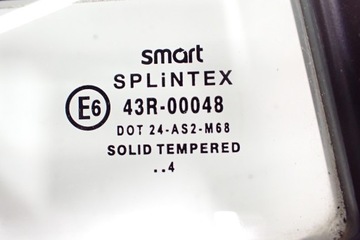 smart
SPLiNTEX
E6 43R-00048
DOT 24-AS2-M68
SOLID TEMPERED
..4